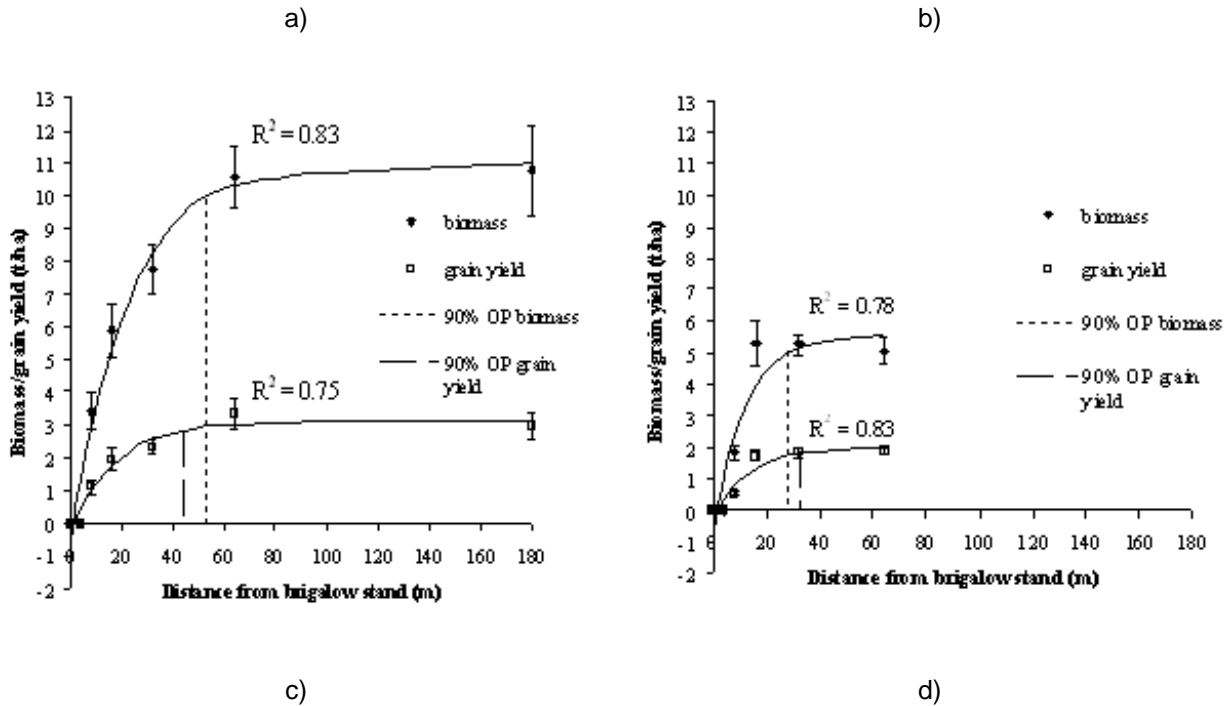 a)
b)
13
12
11
10
9
8
7
6
5
4
3
2
1
0
-1
-2
Biomass/grain yield (t/ha)
R² = 0.83
R² = 0.75
biomass
grain yield
90% OP biomass
90% OP grain
yield
0 20 40 60 80 100 120 140 160 180
Distance from brigalow stand (m)
13
12
11
10
9
8
7
6
5
4
3
2
1
0
-1
-2
Biomass/grain yield (t/ha)
R² = 0.78
R² = 0.83
biomass
grain yield
90% OP biomass
90% OP grain
yield
0 20 40 60 80 100 120 140 160 180
Distance from brigalow stand (m)
c)
d)